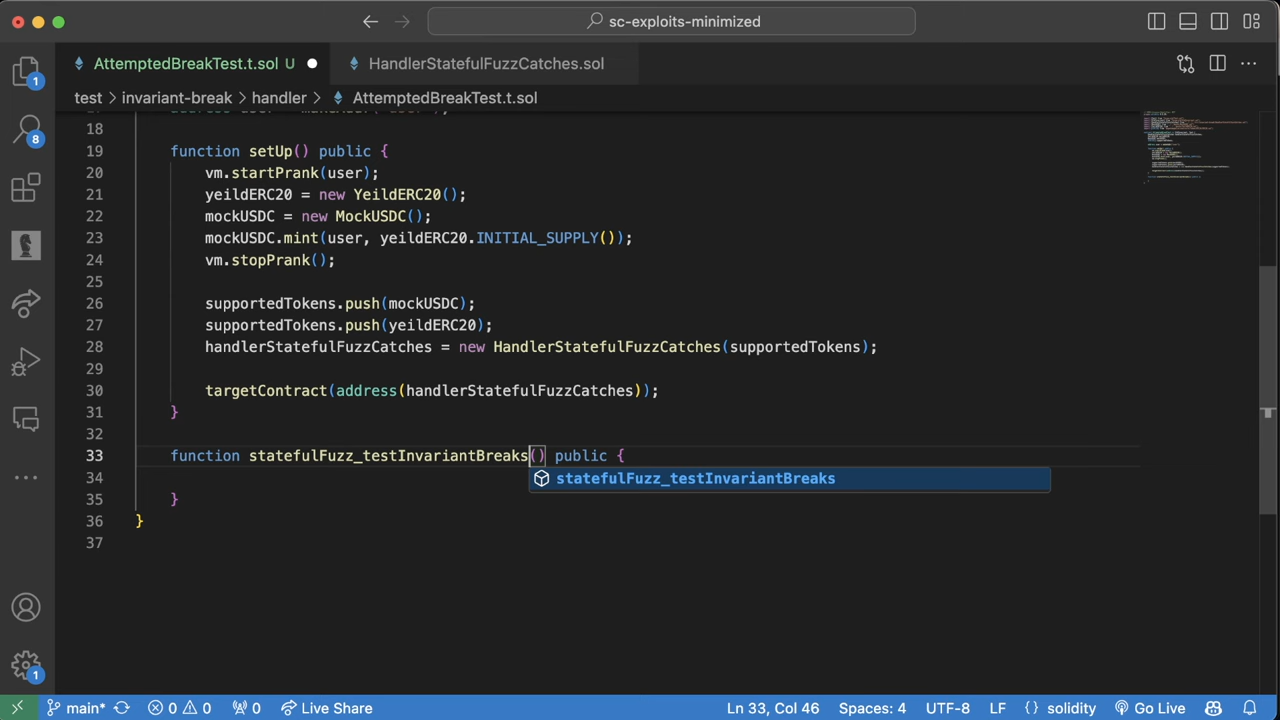 sc-exploits-minimized
AttemptedBreakTest.t.sol U
HandlerStatefulFuzzCatches.sol
test > invariant-break > handler > AttemptedBreakTest.t.sol
18
19 function setUp() public {
20 vm.startPrank(user);
21 yeildERC20 = new YeildERC20();
22 mockUSDC = new MockUSDC();
23 mockUSDC.mint(user, yeildERC20.INITIAL_SUPPLY());
24 vm.stopPrank();
25
26 supportedTokens.push(mockUSDC);
27 supportedTokens.push(yeildERC20);
28 handlerStatefulFuzzCatches = new HandlerStatefulFuzzCatches(supportedTokens);
29
30 targetContract(address(handlerStatefulFuzzCatches));
31 }
32
33 function statefulFuzz_testInvariantBreaks() public {
34 statefulFuzz_testInvariantBreaks
35 }
36 }
37
1
8
1
main* 0 0 0 Live Share Ln 33, Col 46 Spaces: 4 UTF-8 LF {} solidity Go Live